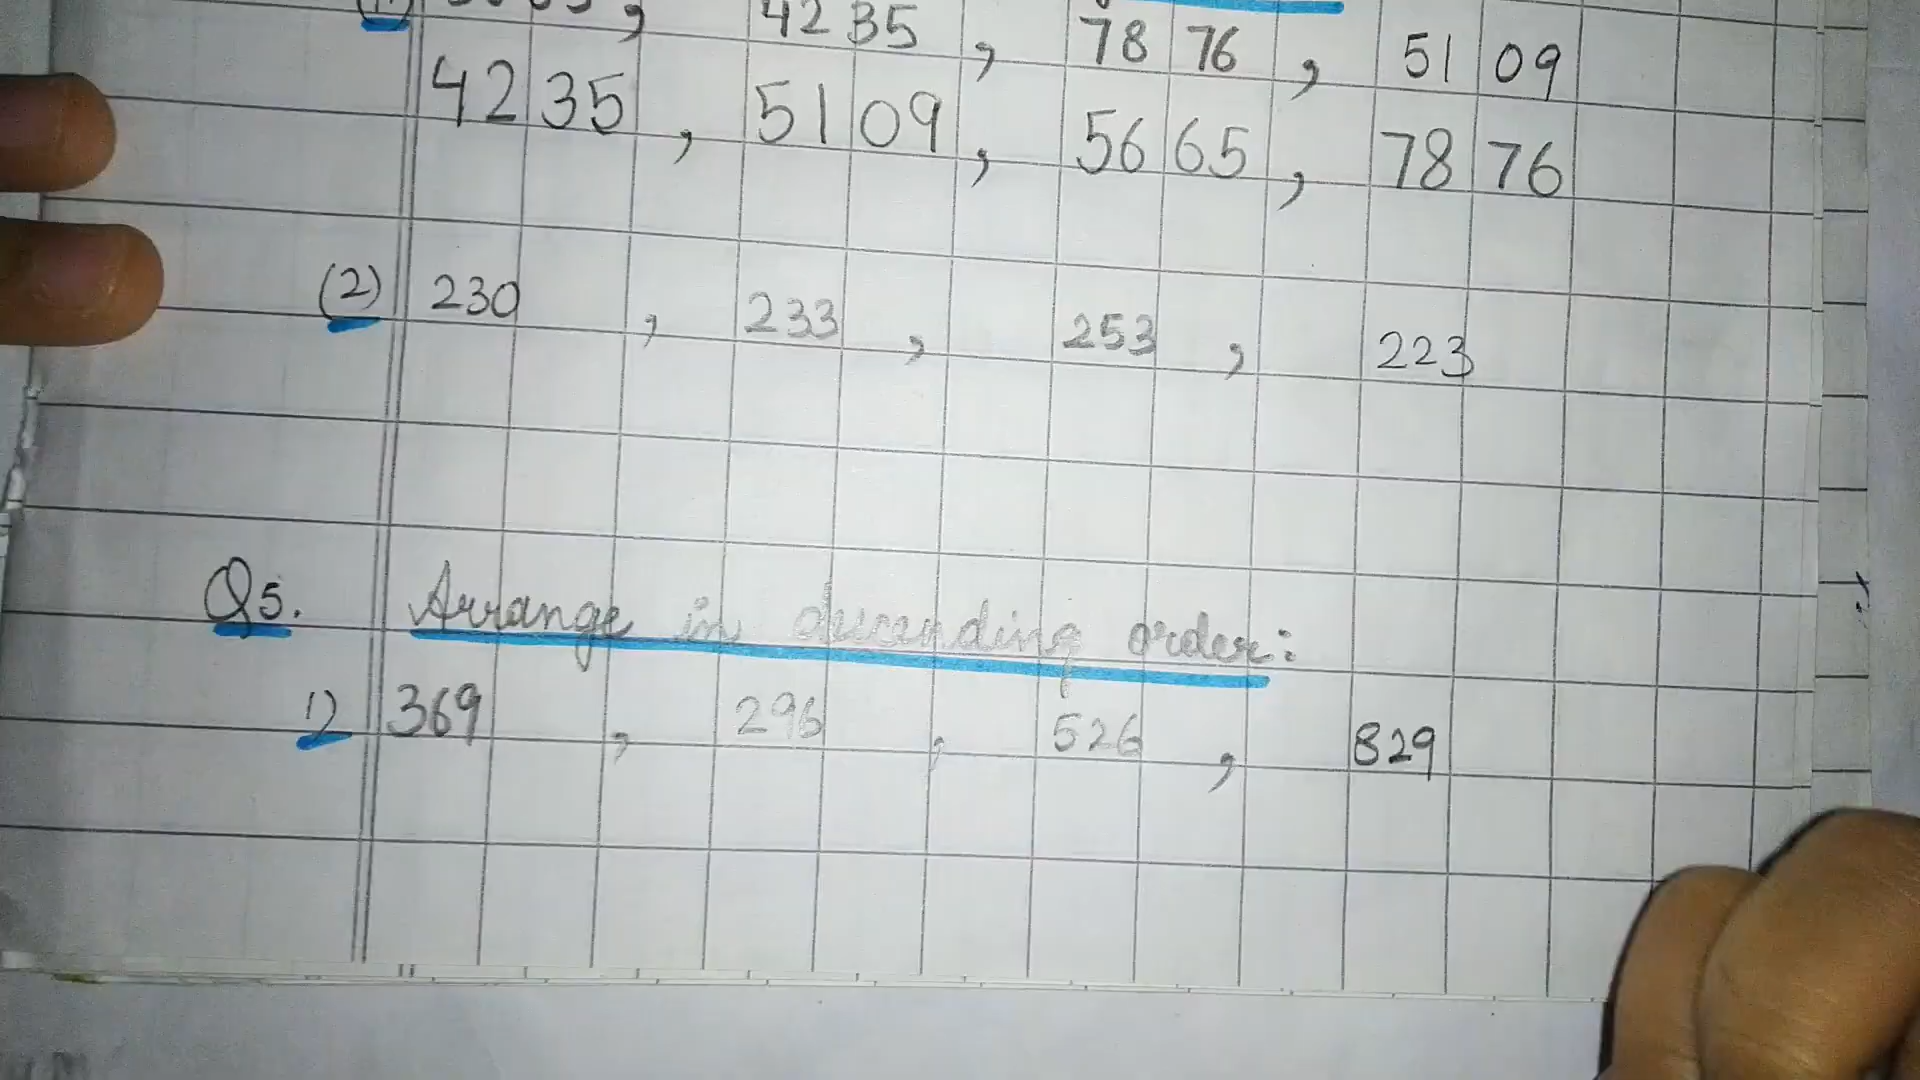 4235, 7876, 5109
4235, 5109, 5665, 7876
(2) 230, 233, 253, 223
Q5. Arrange in descending order:
1) 369, 296, 526, 829